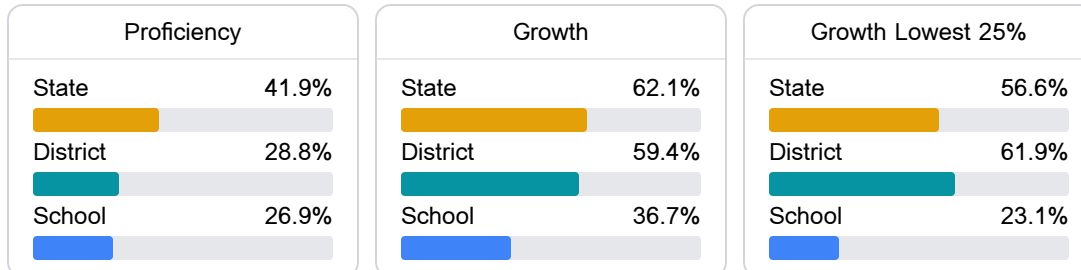 Proficiency
State 41.9%
District 28.8%
School 26.9%
Growth
State 62.1%
District 59.4%
School 36.7%
Growth Lowest 25%
State 56.6%
District 61.9%
School 23.1%